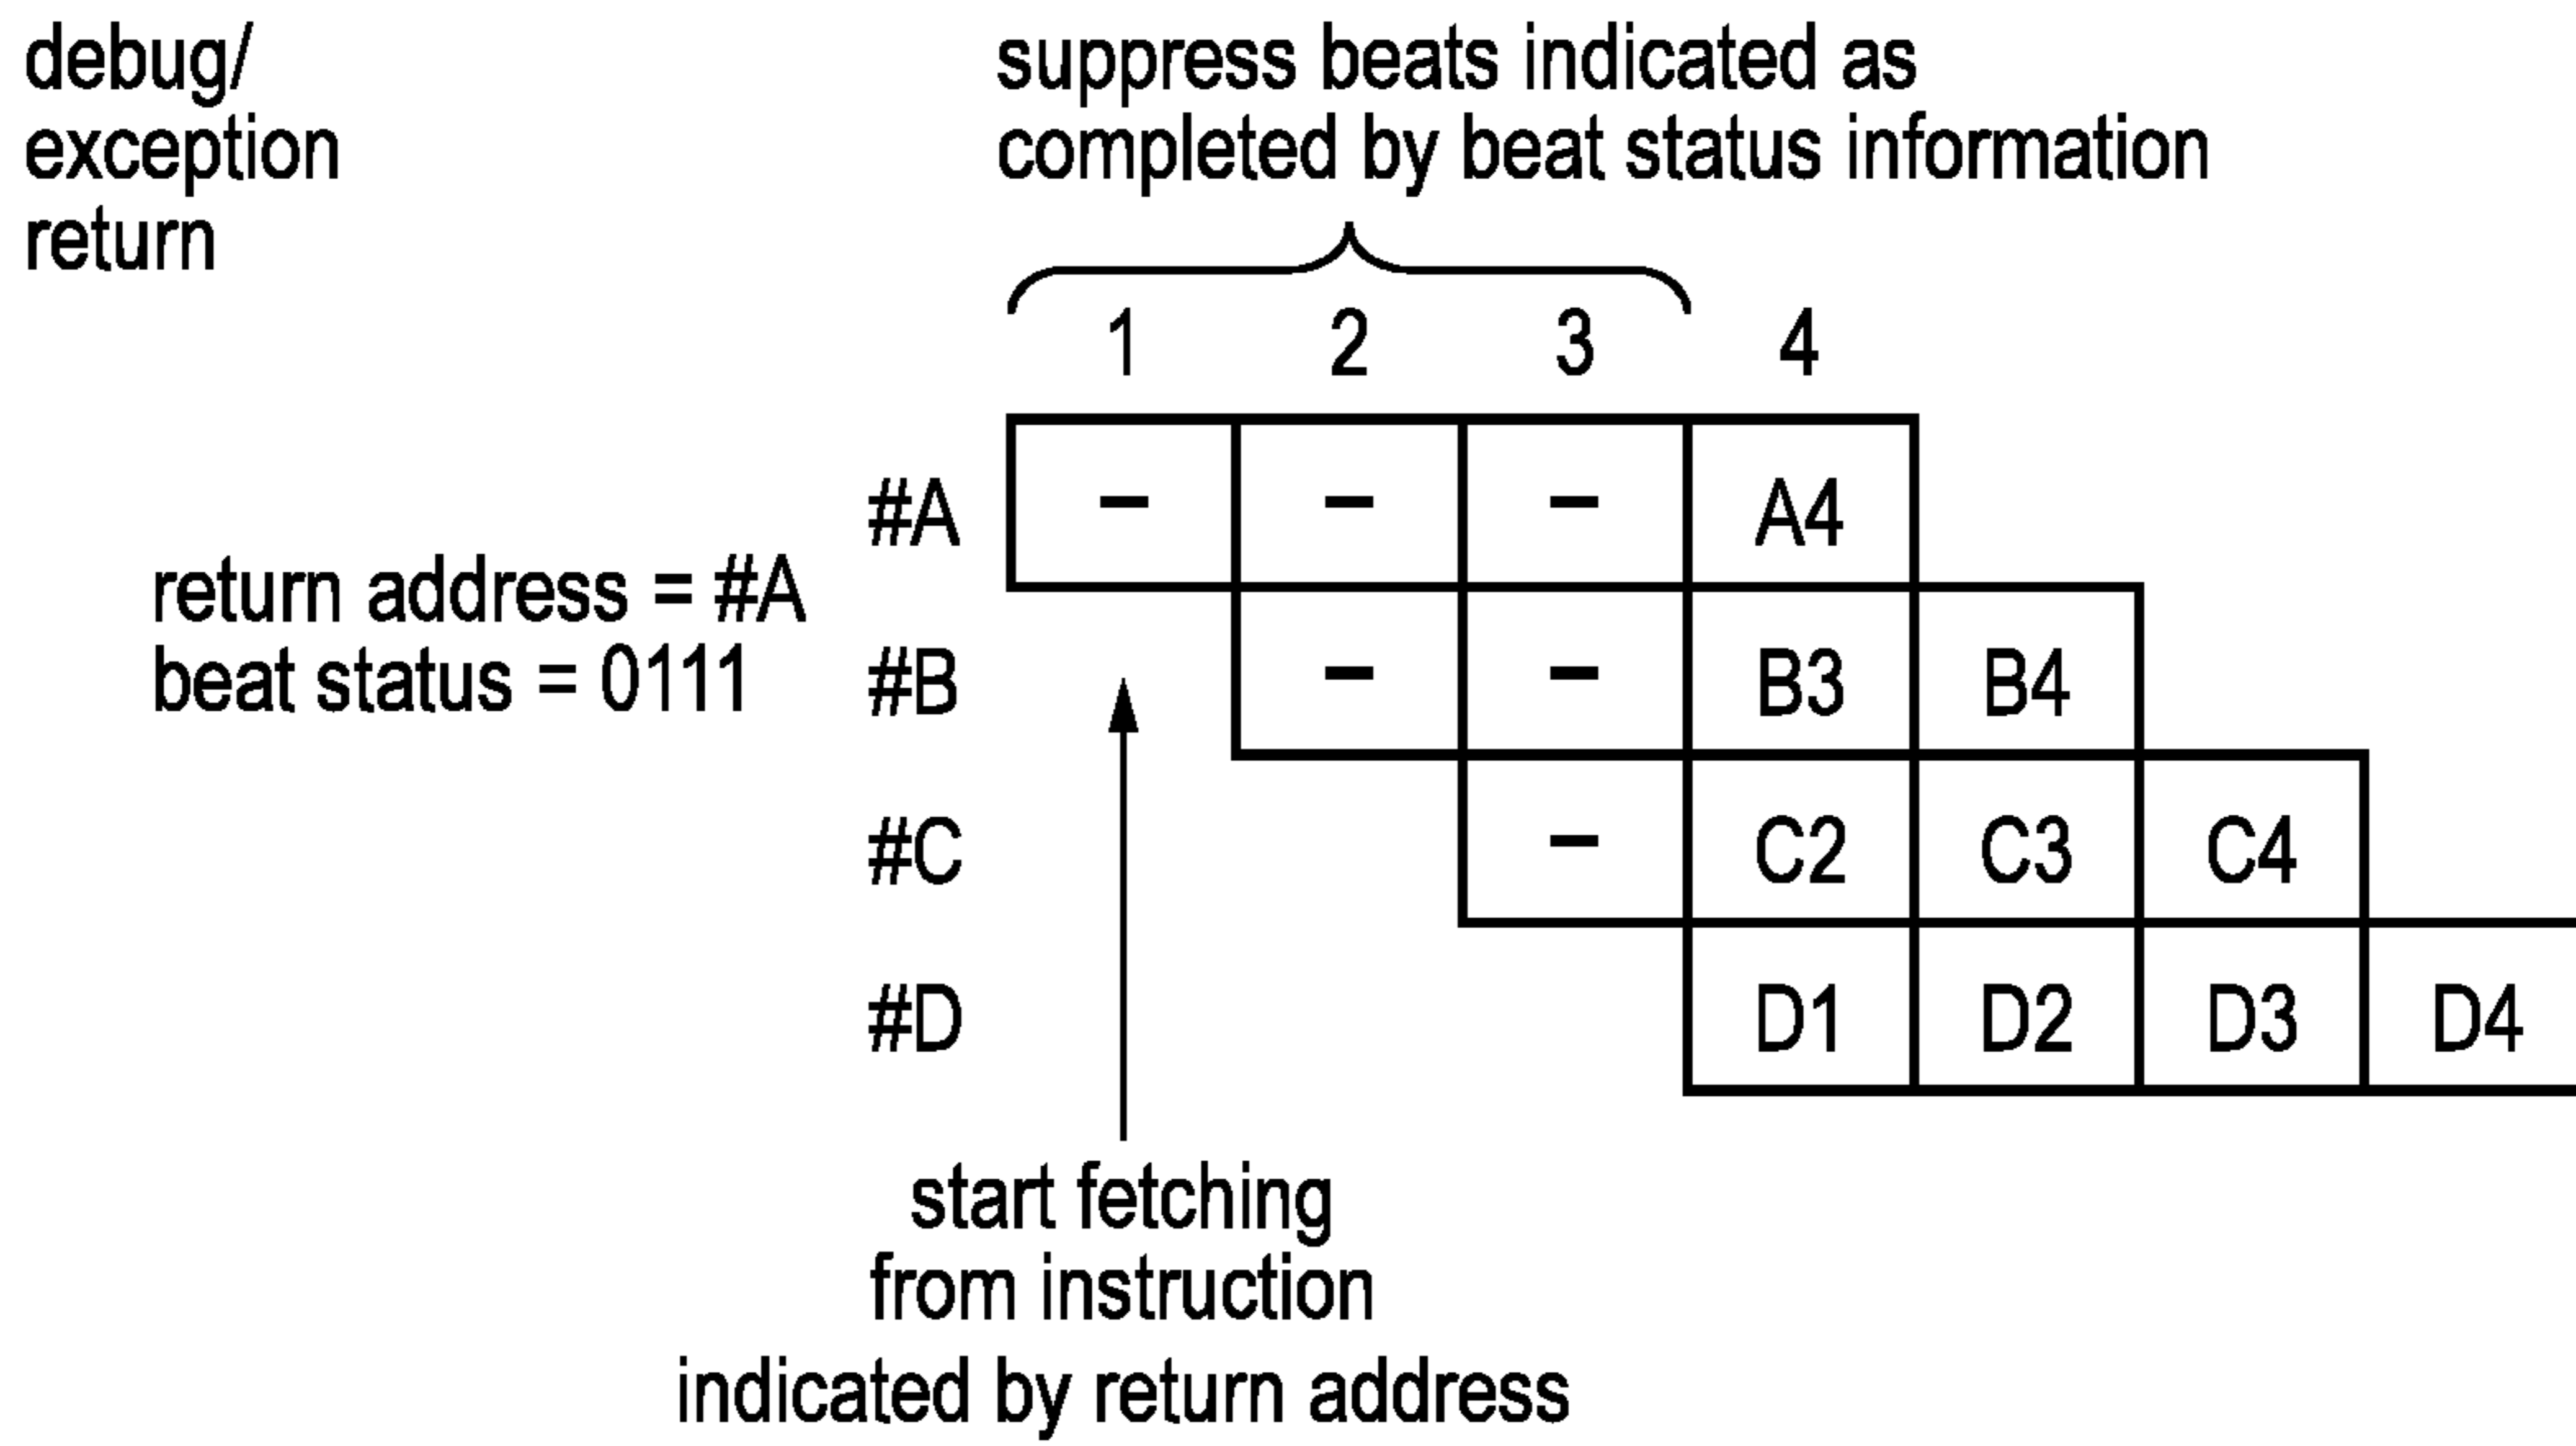 debug/
exception
return
suppress beats indicated as
completed by beat status information
1 2 3 4
#A - - - A4
return address = #A
beat status = 0111
#B - - B3 B4
#C - C2 C3 C4
#D D1 D2 D3 D4
start fetching
from instruction
indicated by return address